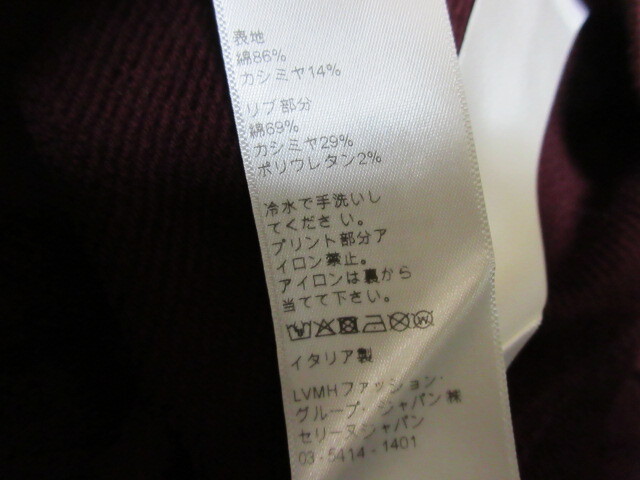 表地
綿86%
カシミヤ14%
リブ部分
綿69%
カシミヤ29%
ポリウレタン2%
冷水で手洗いし
てください。
プリント部分ア
イロン禁止。
アイロンは裏から
当てて下さい。
イタリア製
LVMHファッション・
グループ・ジャパン㈱
セリーヌジャパン
03-5414-1401